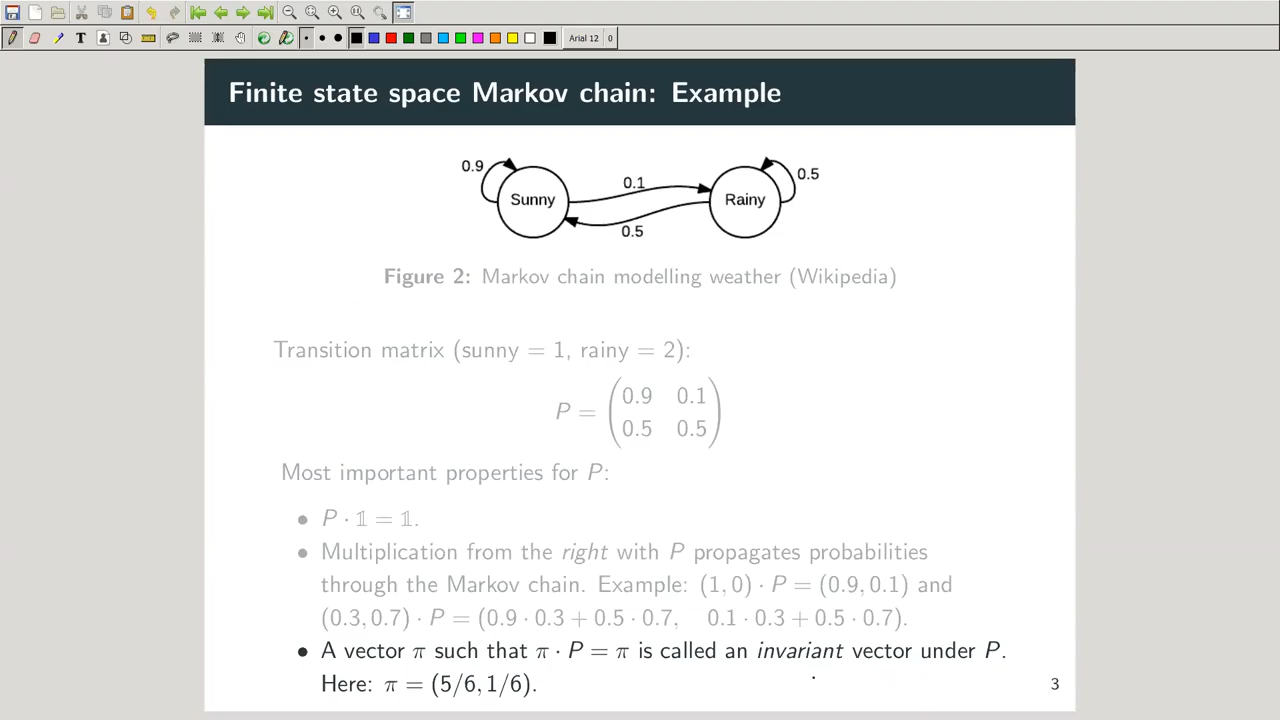 Arial 12 0
Finite state space Markov chain: Example
0.9 0.1 0.5
Sunny Rainy
0.5
Figure 2: Markov chain modelling weather (Wikipedia)
Transition matrix (sunny = 1, rainy = 2):
P = (0.9 0.1
0.5 0.5)
Most important properties for P:
• P · 𝟙 = 𝟙.
• Multiplication from the right with P propagates probabilities
through the Markov chain. Example: (1, 0) · P = (0.9, 0.1) and
(0.3, 0.7) · P = (0.9 · 0.3 + 0.5 · 0.7, 0.1 · 0.3 + 0.5 · 0.7).
• A vector π such that π · P = π is called an invariant vector under P.
Here: π = (5/6, 1/6).
3